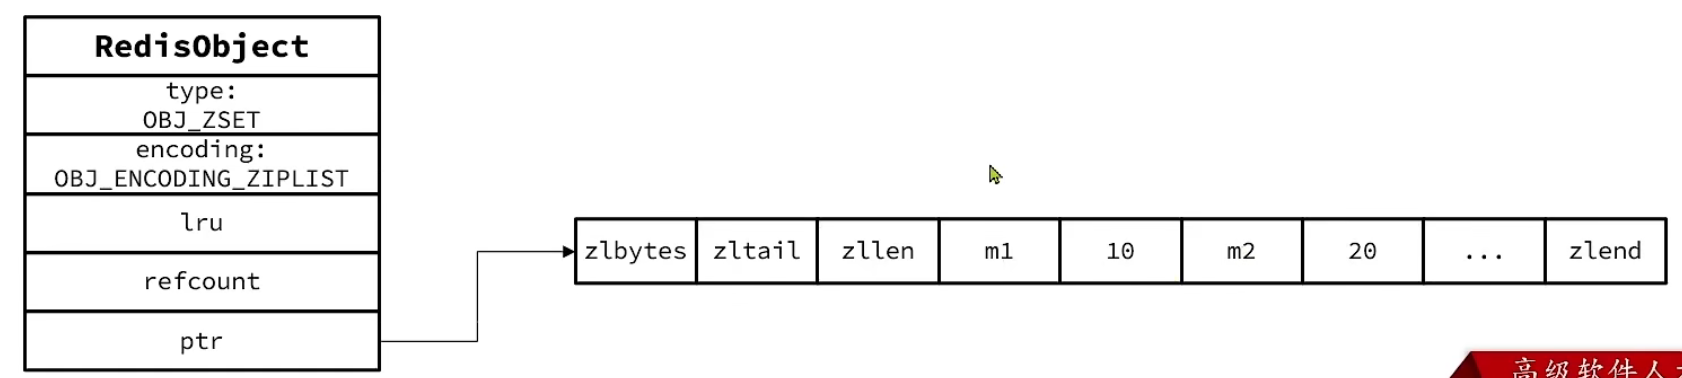 RedisObject
type:
OBJ_ZSET
encoding:
OBJ_ENCODING_ZIPLIST
lru
refcount
ptr
zlbytes zltail zllen m1 10 m2 20 ... zlend
高级软件人